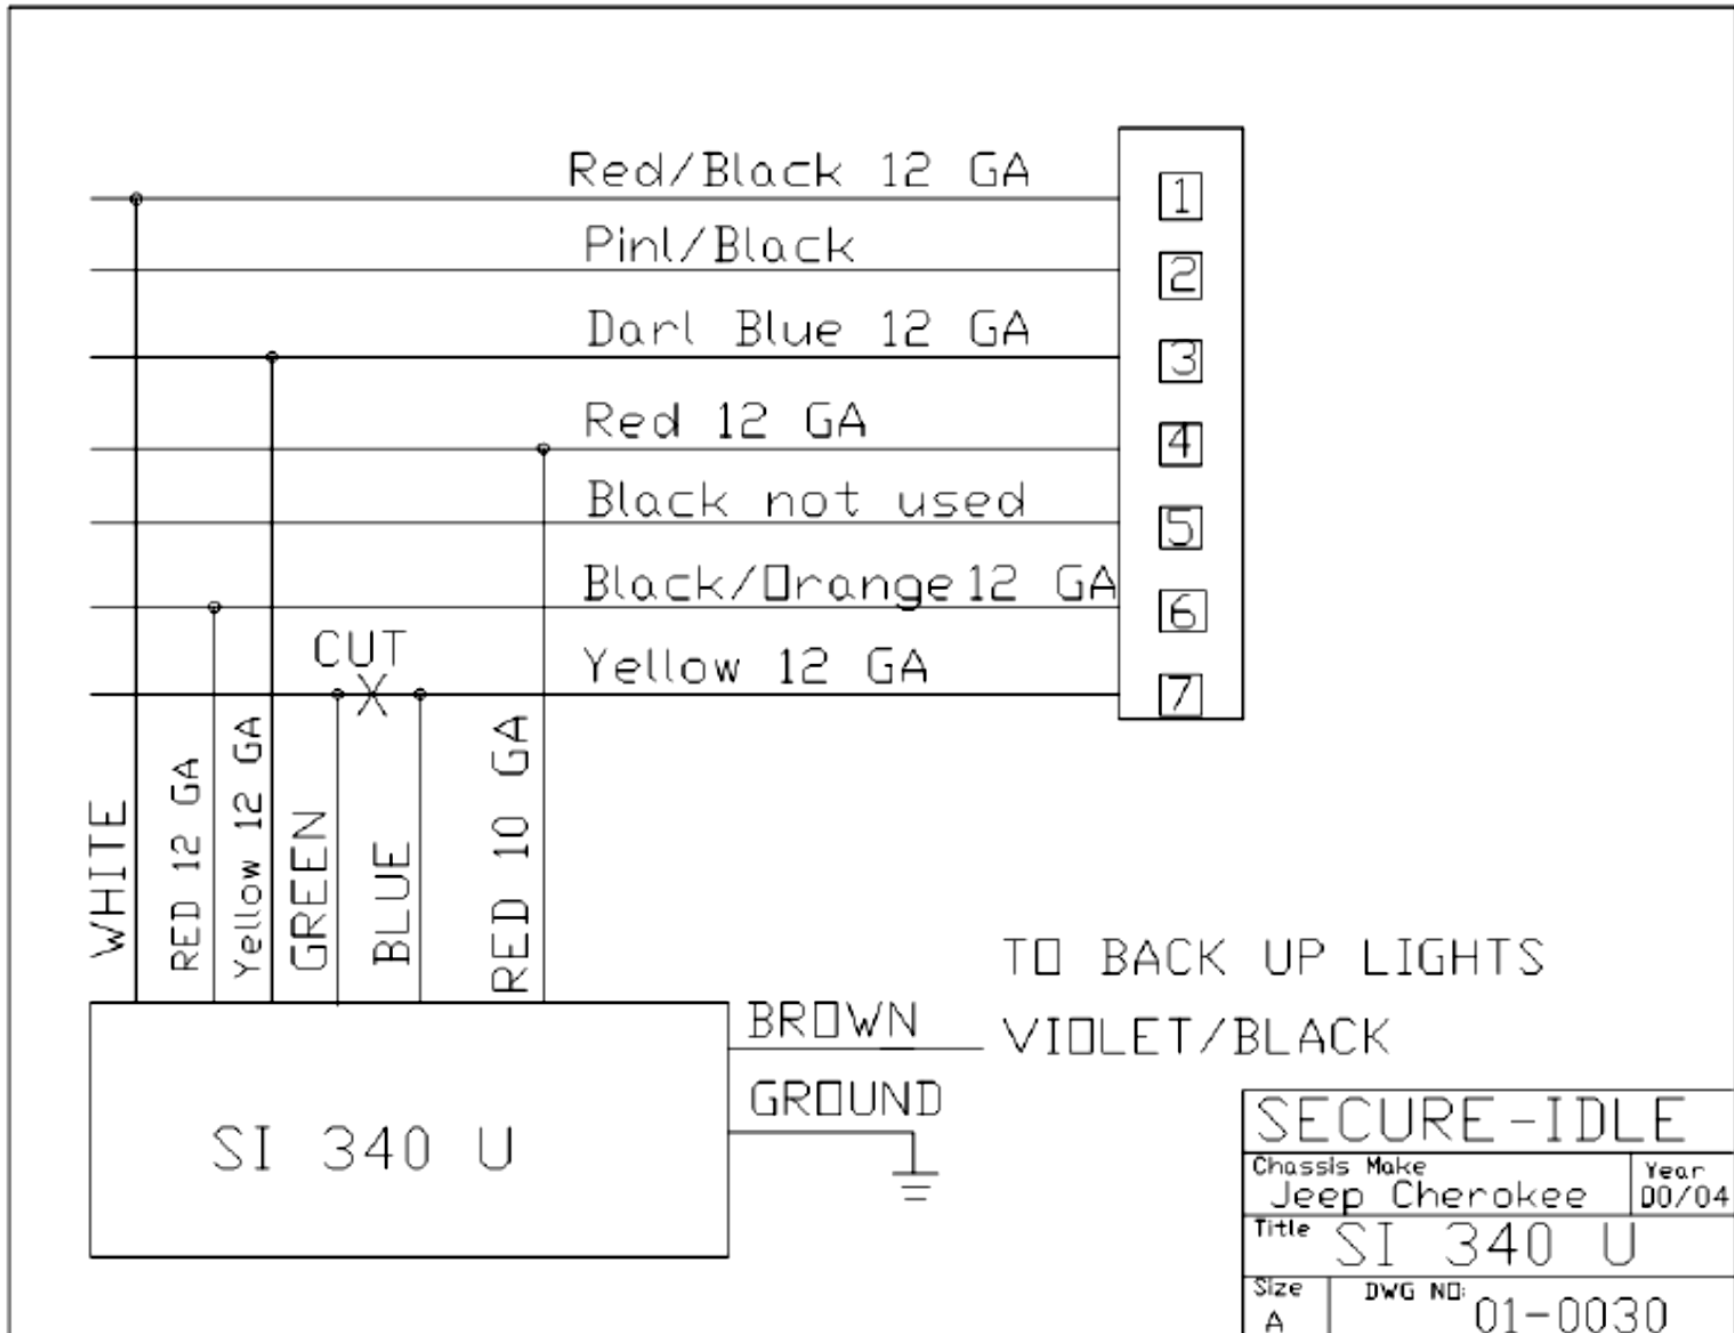 Red/Black 12 GA
1
Pinl/Black
2
Darl Blue 12 GA
3
Red 12 GA
4
Black not used
5
Black/Orange 12 GA
6
CUT
X
Yellow 12 GA
7
WHITE
RED 12 GA
Yellow 12 GA
GREEN
BLUE
RED 10 GA
TO BACK UP LIGHTS
BROWN
VIOLET/BLACK
GROUND
SI 340 U
SECURE-IDLE
Chassis Make
Jeep Cherokee
Year
00/04
Title
SI 340 U
Size
A
DWG NO:
01-0030